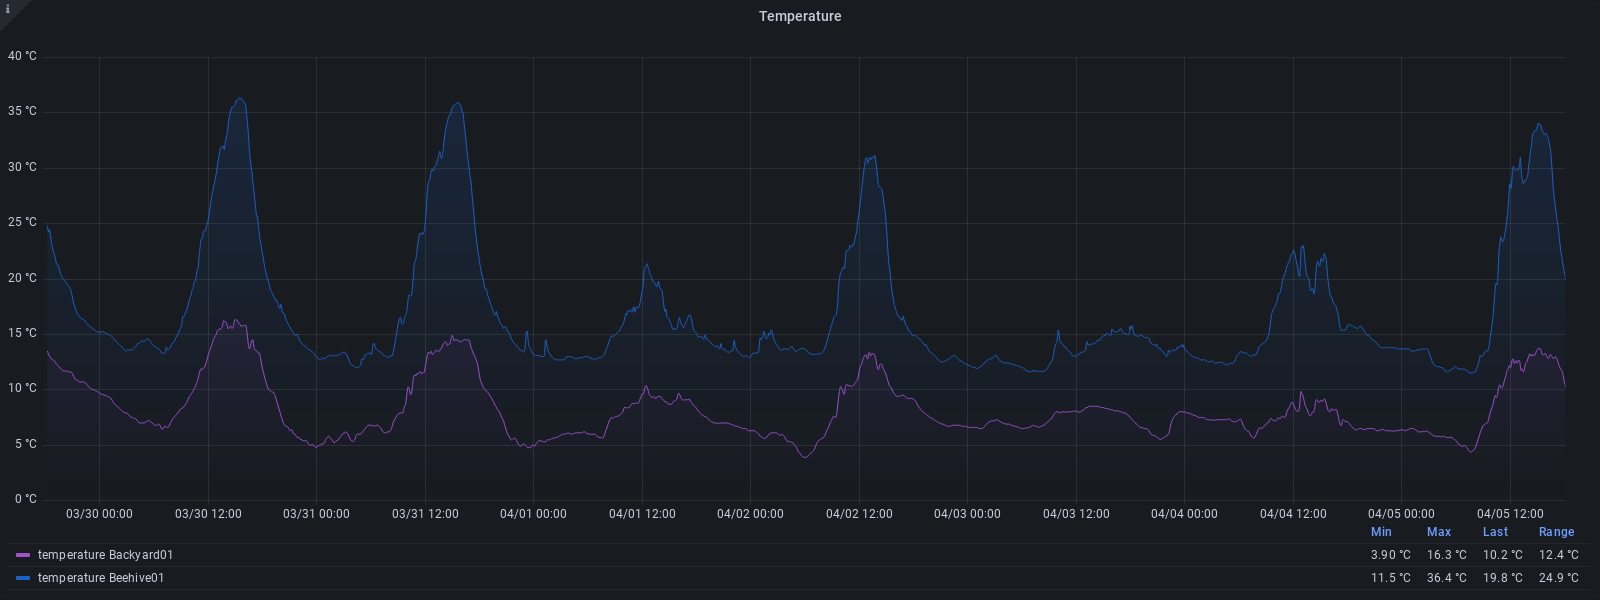 i
Temperature
40 °C
35 °C
30 °C
25 °C
20 °C
15 °C
10 °C
5 °C
0 °C
03/30 00:00 03/30 12:00 03/31 00:00 03/31 12:00 04/01 00:00 04/01 12:00 04/02 00:00 04/02 12:00 04/03 00:00 04/03 12:00 04/04 00:00 04/04 12:00 04/05 00:00 04/05 12:00
Min Max Last Range
temperature Backyard01 3.90 °C 16.3 °C 10.2 °C 12.4 °C
temperature Beehive01 11.5 °C 36.4 °C 19.8 °C 24.9 °C